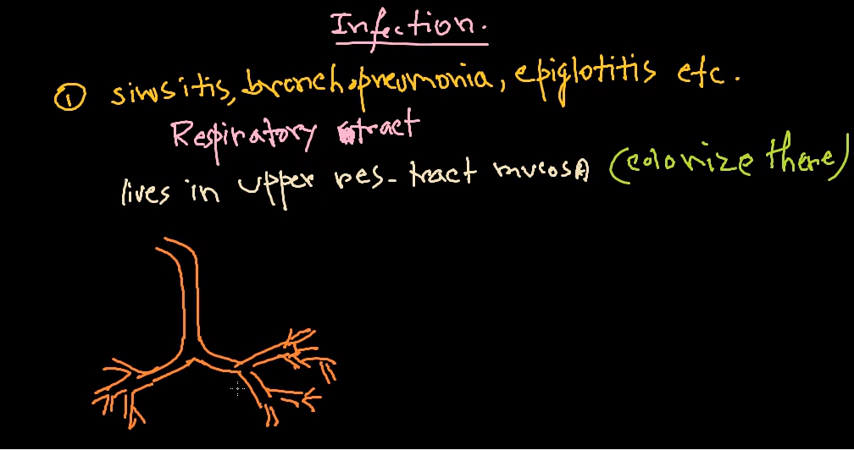 Infection.
① sinusitis, bronchopneumonia, epiglotitis etc.
Respiratory tract
lives in upper res- tract mucosa (colonize there)